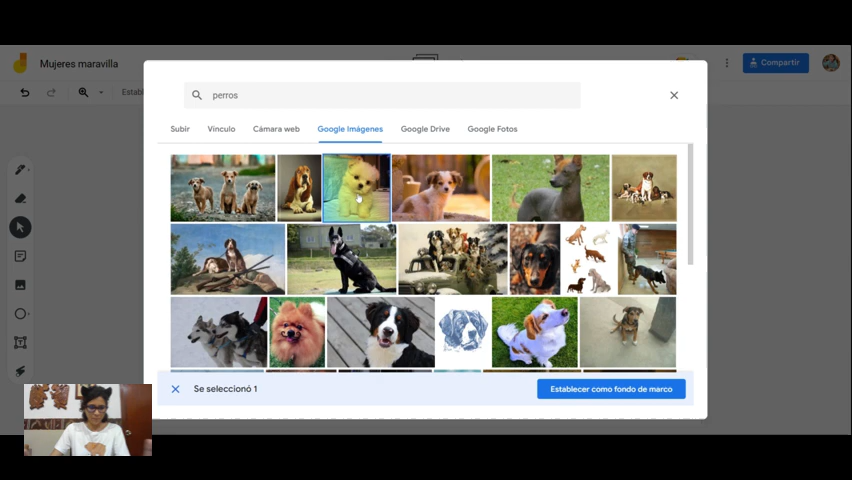 Mujeres maravilla
Compartir
Establ
perros
Subir
Vínculo
Cámara web
Google Imágenes
Google Drive
Google Fotos
Se seleccionó 1
Establecer como fondo de marco